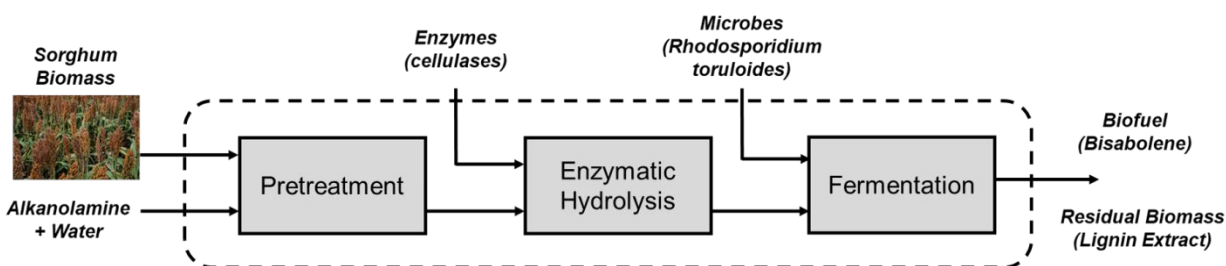 Sorghum
Biomass
Alkanolamine
+ Water
Pretreatment
Enzymes
(cellulases)
Enzymatic
Hydrolysis
Microbes
(Rhodosporidium
toruloides)
Fermentation
Biofuel
(Bisabolene)
Residual Biomass
(Lignin Extract)